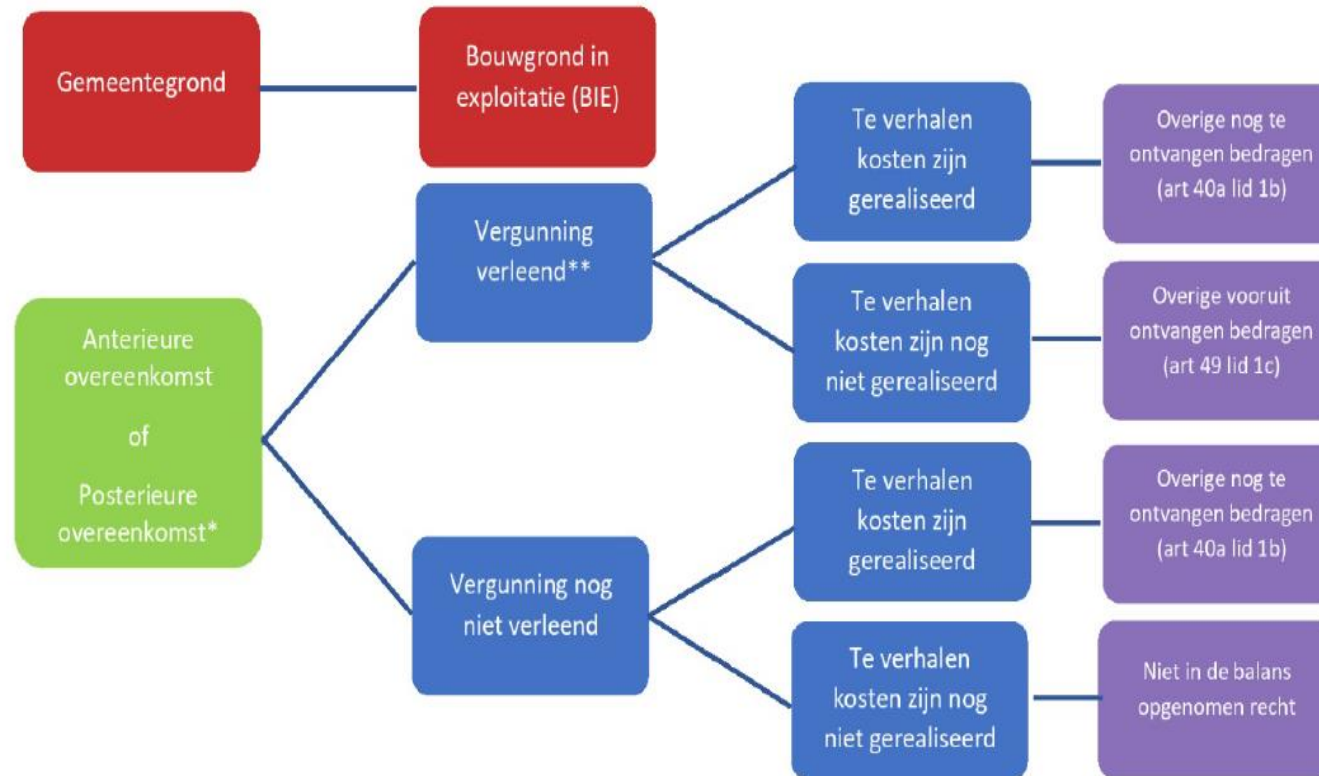 Gemeentegrond
Bouwgrond in
exploitatie (BIE)
Anterieure
overeenkomst
of
Posterieure
overeenkomst*
Vergunning
verleend**
Te verhalen
kosten zijn
gerealiseerd
Overige nog te
ontvangen bedragen
(art 40a lid 1b)
Te verhalen
kosten zijn nog
niet gerealiseerd
Overige vooruit
ontvangen bedragen
(art 49 lid 1c)
Vergunning nog
niet verleend
Te verhalen
kosten zijn
gerealiseerd
Overige nog te
ontvangen bedragen
(art 40a lid 1b)
Te verhalen
kosten zijn nog
niet gerealiseerd
Niet in de balans
opgenomen recht